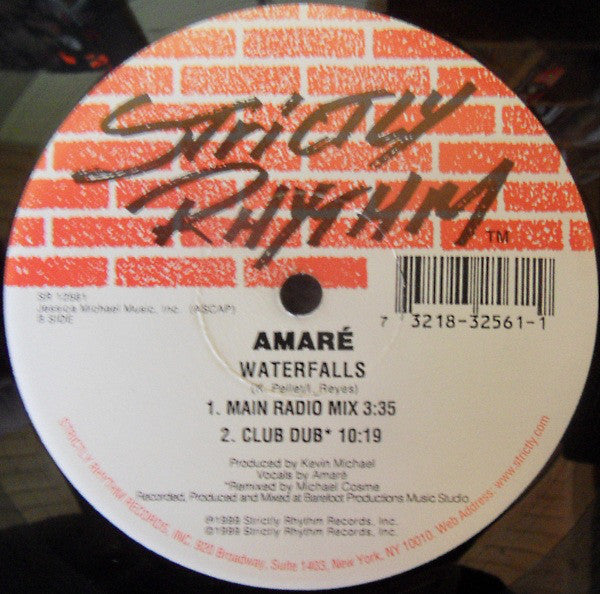 STRICTLY
RHYTHM
TM
SR 12561
Jessica Michael Music, Inc. (ASCAP)
B SIDE
7 3218-32561-1
AMARÉ
WATERFALLS
(K. Pellet/I. Reyes)
1. MAIN RADIO MIX 3:35
2. CLUB DUB* 10:19
Produced by Kevin Michael
Vocals by Amaré
*Remixed by Michael Cosme
Recorded, Produced and Mixed at Barefoot Productions Music Studio
℗1999 Strictly Rhythm Records, Inc.
©1999 Strictly Rhythm Records, Inc.
STRICTLY RHYTHM RECORDS, INC. 920 Broadway, Suite 1403, New York, NY 10010. Web Address: www.strictly.com